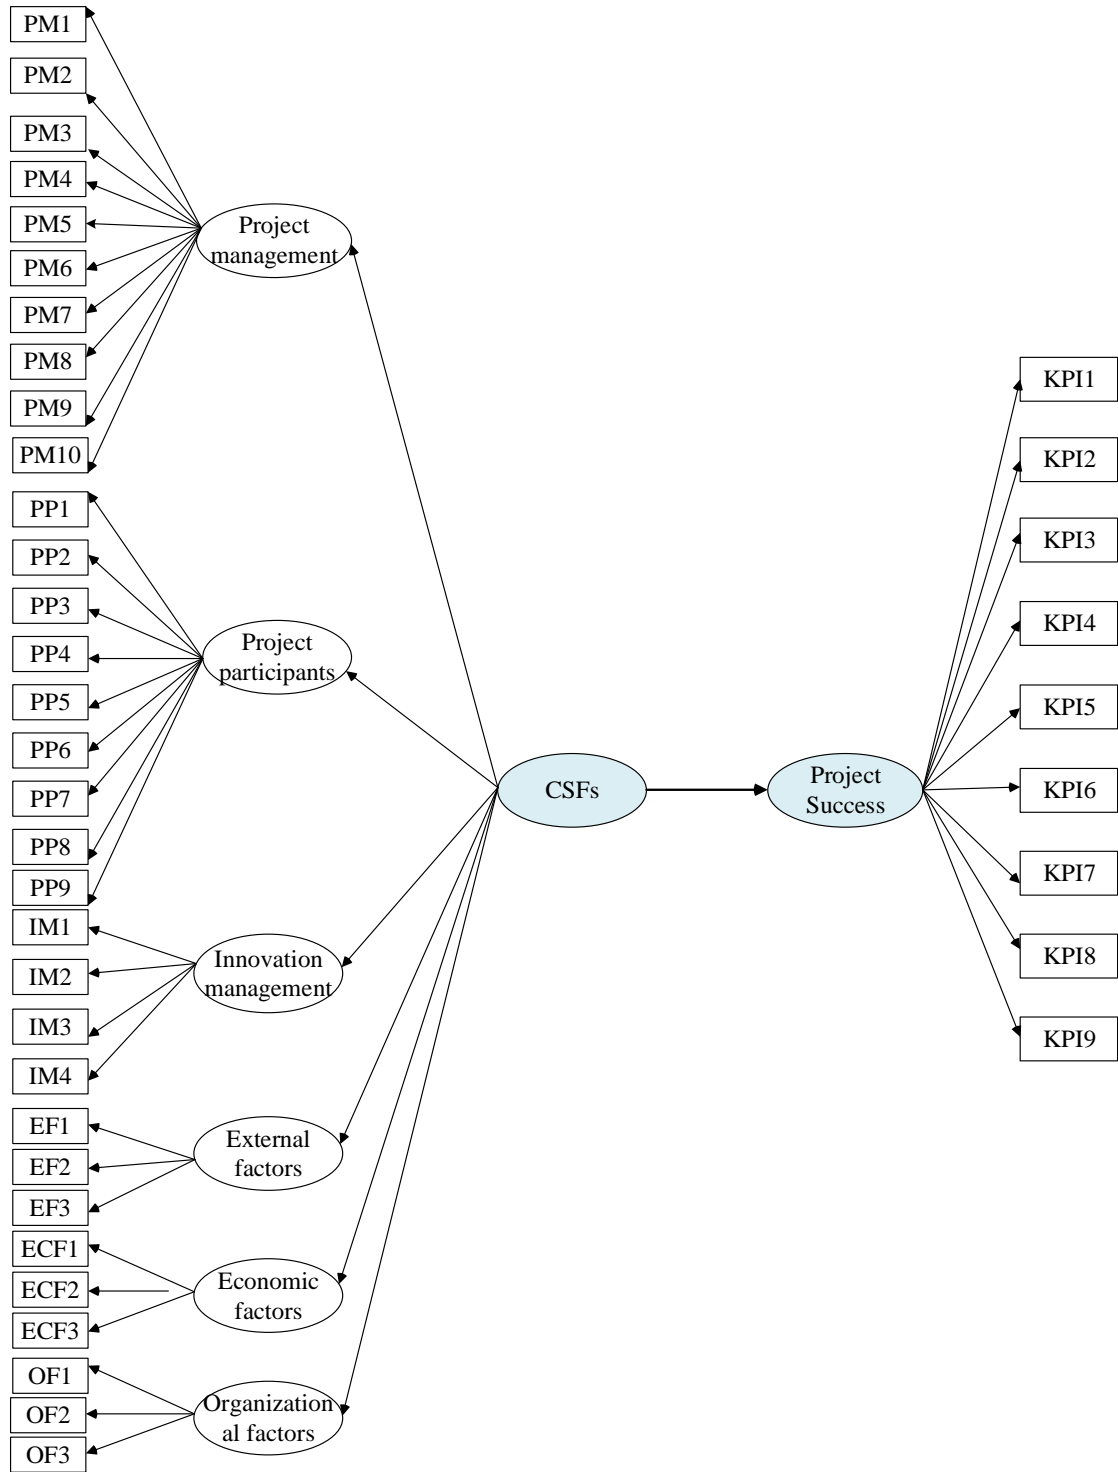 PM1
PM2
PM3
PM4
PM5
PM6
PM7
PM8
PM9
PM10
PP1
PP2
PP3
PP4
PP5
PP6
PP7
PP8
PP9
IM1
IM2
IM3
IM4
EF1
EF2
EF3
ECF1
ECF2
ECF3
OF1
OF2
OF3
Project
management
Project
participants
Innovation
management
External
factors
Economic
factors
Organization
al factors
CSFs
Project
Success
KPI1
KPI2
KPI3
KPI4
KPI5
KPI6
KPI7
KPI8
KPI9